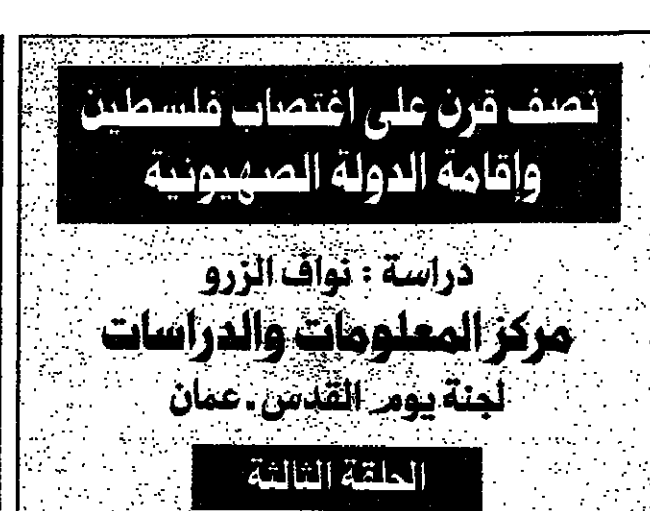 نصف قرن على اغتصاب فلسطين
وإقامة الدولة الصهيونية
دراسة : نواف الزرو
مركز المعلومات والدراسات
لجنة يوم القدس . عمان
الحلقة الثالثة